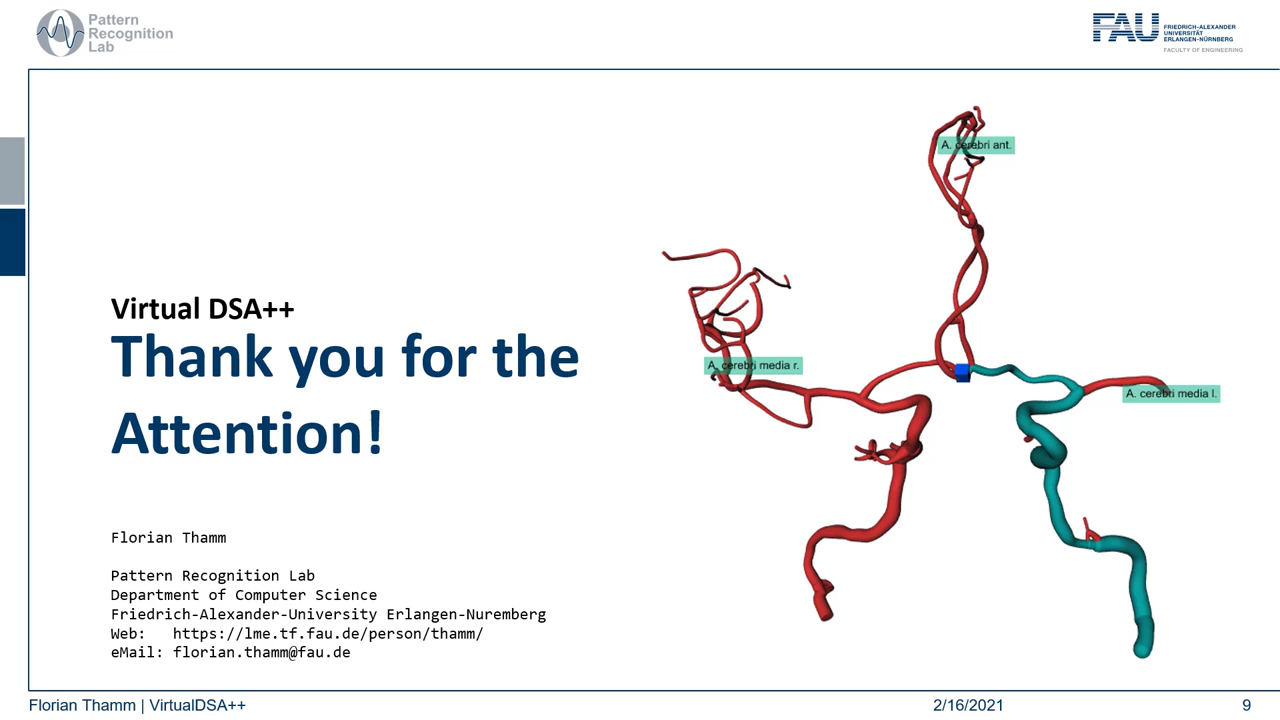 Pattern
Recognition
Lab
FAU
FRIEDRICH-ALEXANDER
UNIVERSITÄT
ERLANGEN-NÜRNBERG
FACULTY OF ENGINEERING
A. cerebri ant.
A. cerebri media r.
A. cerebri media l.
Virtual DSA++
Thank you for the
Attention!
Florian Thamm
Pattern Recognition Lab
Department of Computer Science
Friedrich-Alexander-University Erlangen-Nuremberg
Web: https://lme.tf.fau.de/person/thamm/
eMail: florian.thamm@fau.de
Florian Thamm | VirtualDSA++
2/16/2021
9